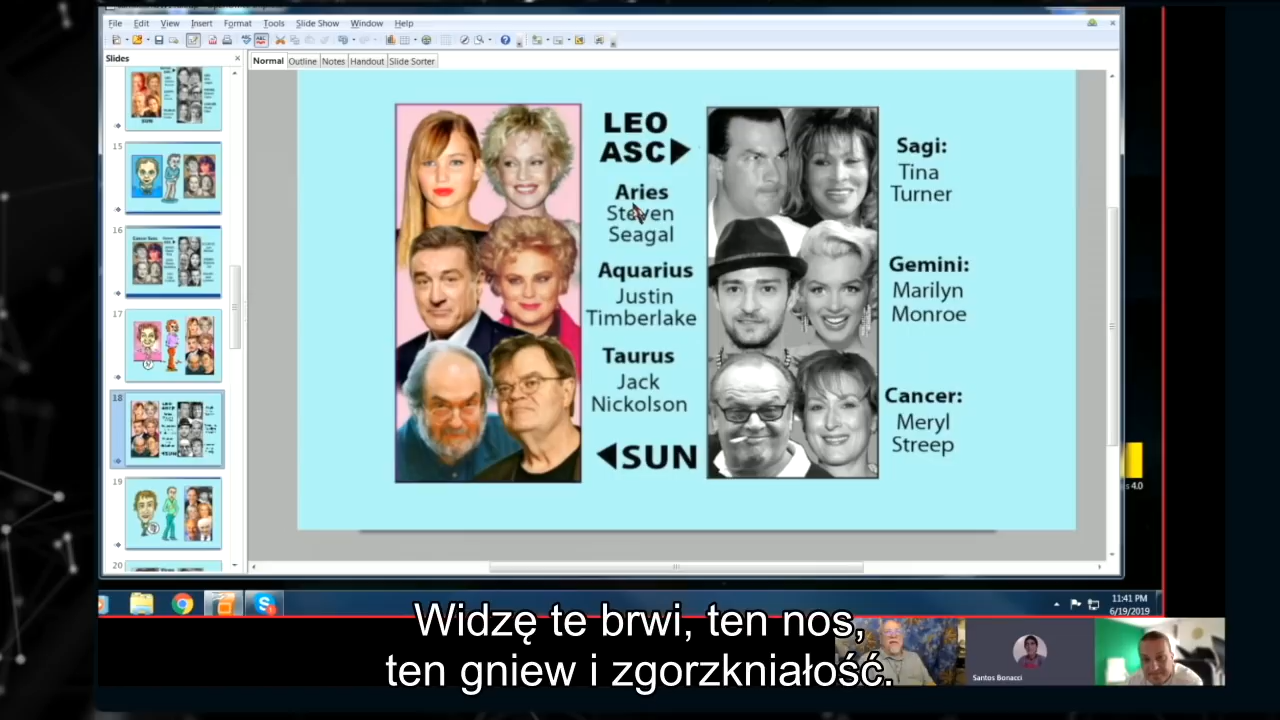 File Edit View Insert Format Tools Slide Show Window Help
Slides
Normal Outline Notes Handout Slide Sorter
15
16
17
18
19
20
LEO
ASC
Aries
Steven
Seagal
Aquarius
Justin
Timberlake
Taurus
Jack
Nickolson
SUN
Sagi:
Tina
Turner
Gemini:
Marilyn
Monroe
Cancer:
Meryl
Streep
s 4.0
11:41 PM
6/19/2019
Santos Bonacci
Widzę te brwi, ten nos,
ten gniew i zgorzkniałość.